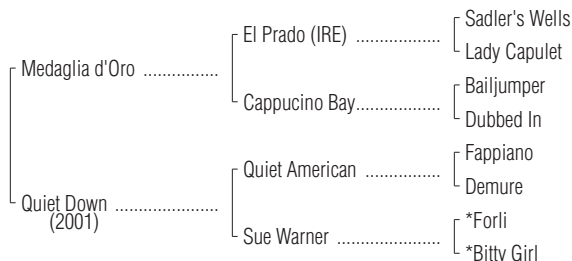 Sadler's Wells
El Prado (IRE) ....................
Lady Capulet
Medaglia d'Oro ................
Bailjumper
Cappucino Bay....................
Dubbed In
Fappiano
Quiet American ..................
Demure
Quiet Down ......................
(2001)
*Forli
Sue Warner .......................
*Bitty Girl